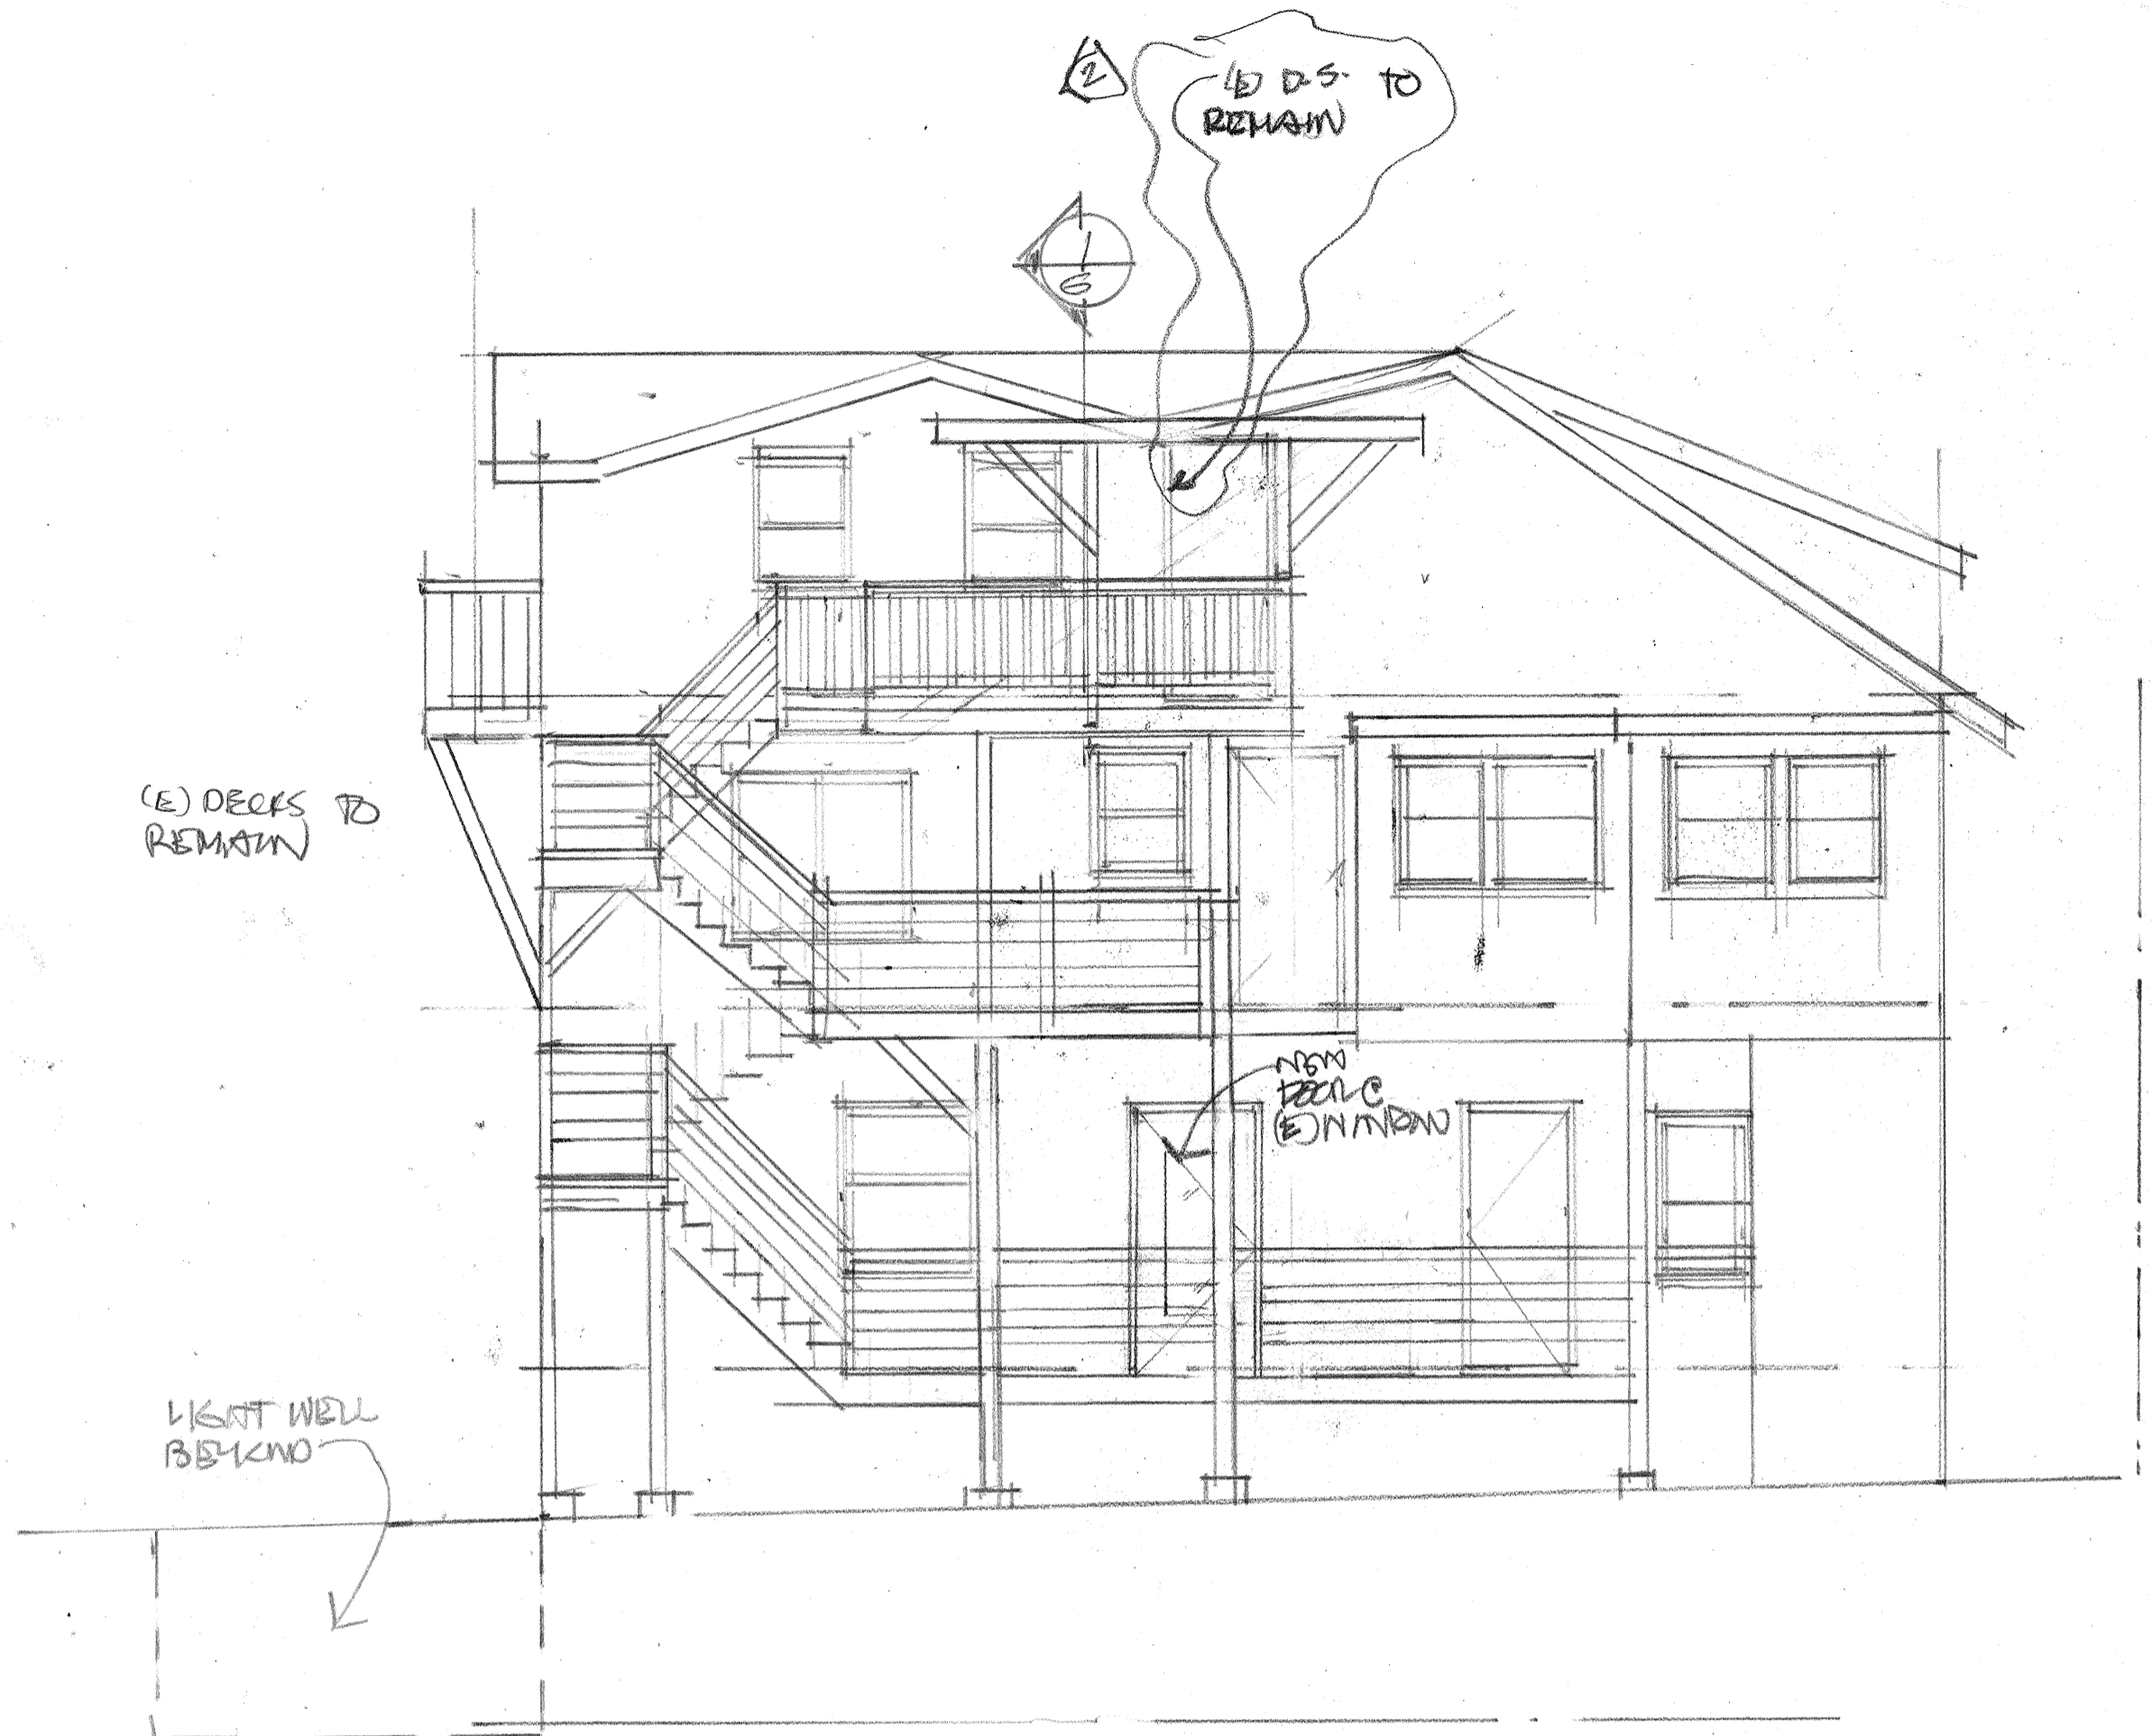 2
(E) D.S. TO
REMAIN
1
6
(E) DECKS TO
REMAIN
NEW
DOOR @
(E) WINDOW
LIGHT WELL
BEYOND